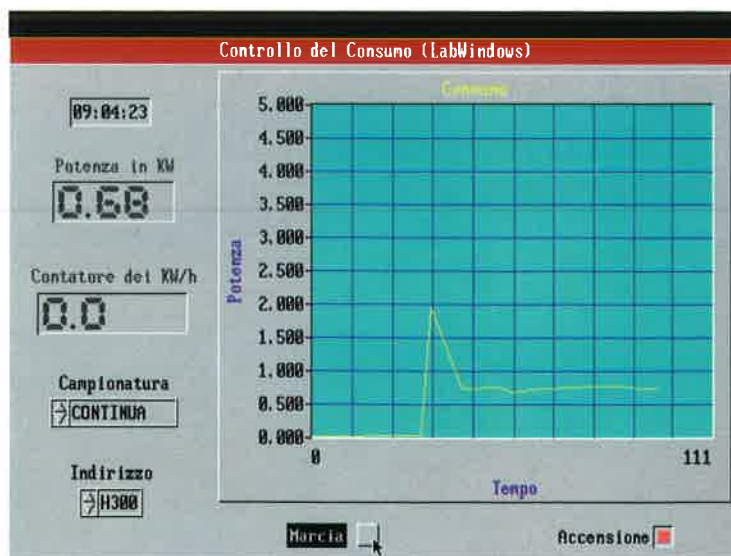 Controllo del Consumo (LabWindows)
09:04:23
Potenza in KW
0.68
Contatore dei KW/h
0.0
Campionatura
CONTINUA
Indirizzo
H300
Consumo
5.000
4.500
4.000
3.500
3.000
2.500
2.000
1.500
1.000
0.500
0.000
Potenza
0
111
Tempo
Marcia
Accensione